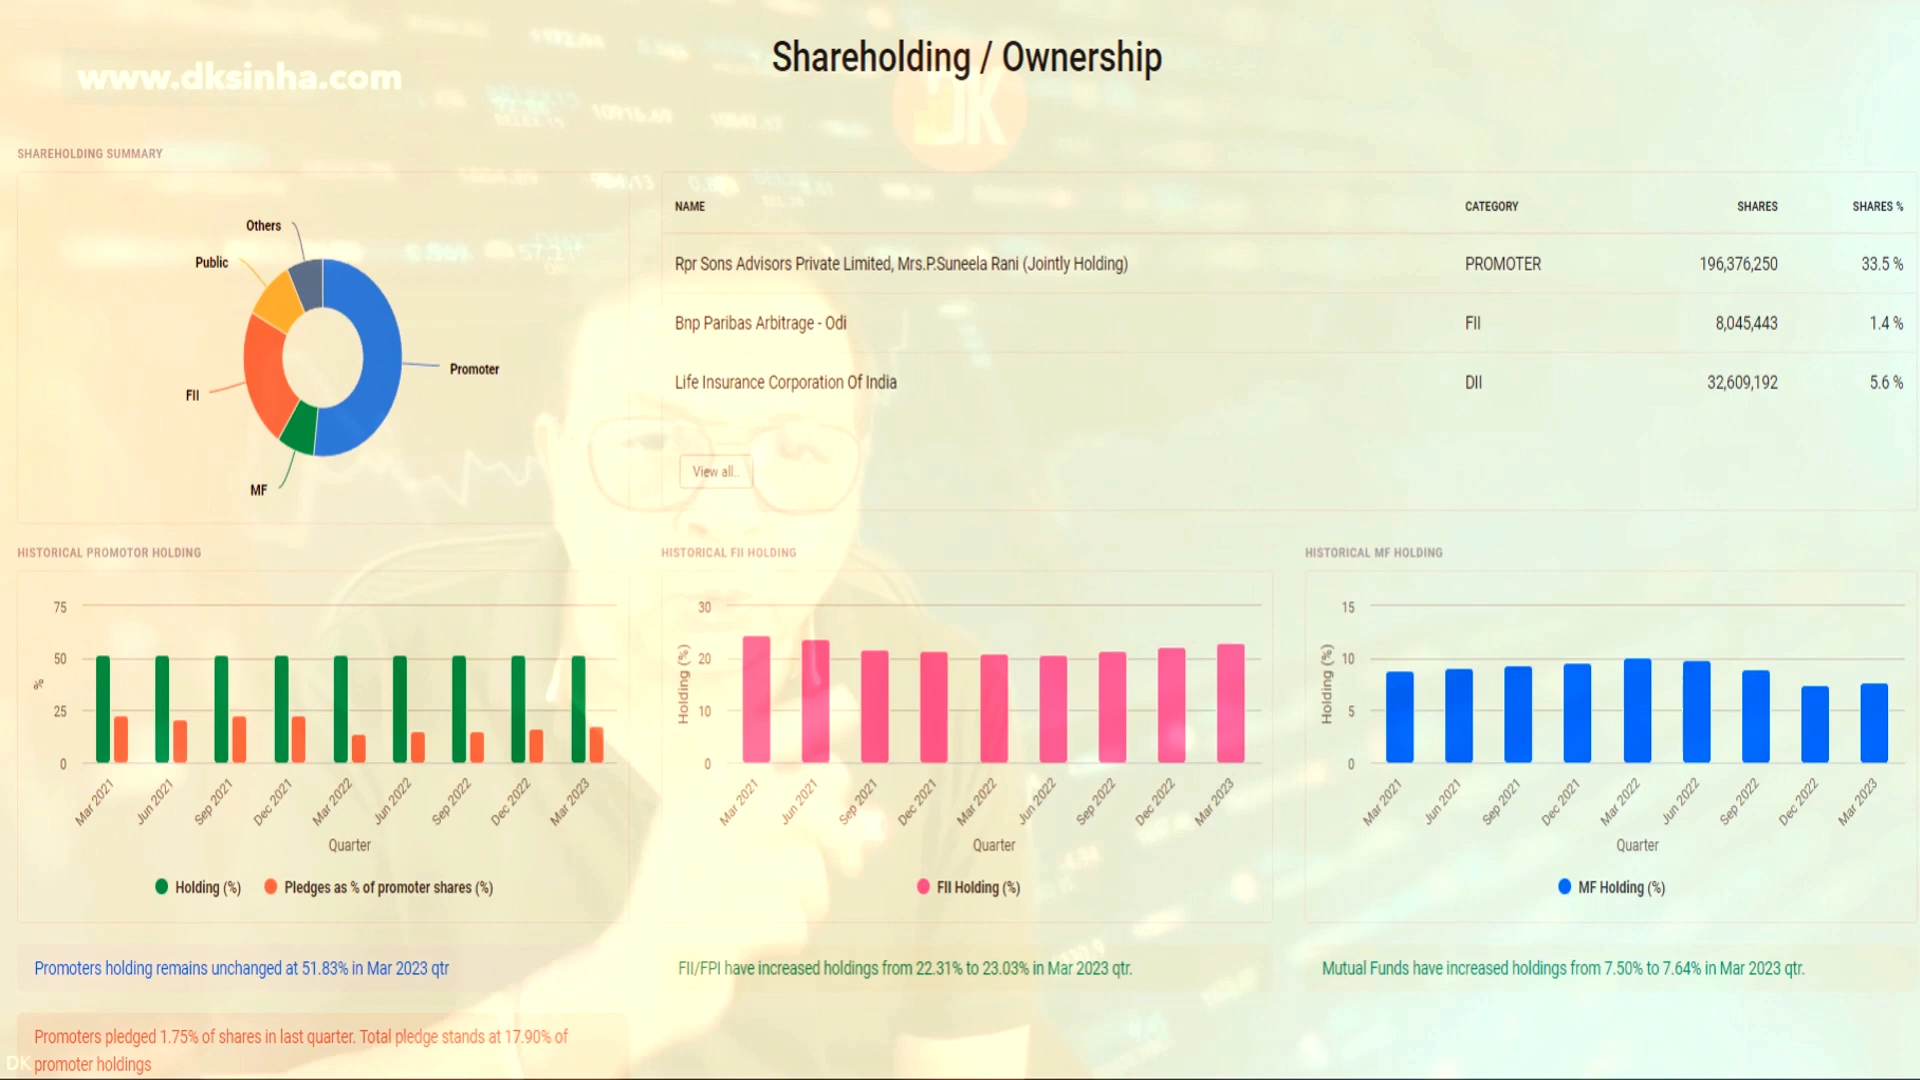 Shareholding / Ownership
www.dksinha.com
DK
SHAREHOLDING SUMMARY
Others
Public
FII
MF
Promoter
NAME CATEGORY SHARES SHARES %
Rpr Sons Advisors Private Limited, Mrs.P.Suneela Rani (Jointly Holding) PROMOTER 196,376,250 33.5 %
Bnp Paribas Arbitrage - Odi FII 8,045,443 1.4 %
Life Insurance Corporation Of India DII 32,609,192 5.6 %
View all..
HISTORICAL PROMOTOR HOLDING
75
50
25
0
%
Mar 2021 Jun 2021 Sep 2021 Dec 2021 Mar 2022 Jun 2022 Sep 2022 Dec 2022 Mar 2023
Quarter
Holding (%) Pledges as % of promoter shares (%)
HISTORICAL FII HOLDING
30
20
10
0
Holding (%)
Mar 2021 Jun 2021 Sep 2021 Dec 2021 Mar 2022 Jun 2022 Sep 2022 Dec 2022 Mar 2023
Quarter
FII Holding (%)
HISTORICAL MF HOLDING
15
10
5
0
Holding (%)
Mar 2021 Jun 2021 Sep 2021 Dec 2021 Mar 2022 Jun 2022 Sep 2022 Dec 2022 Mar 2023
Quarter
MF Holding (%)
Promoters holding remains unchanged at 51.83% in Mar 2023 qtr
FII/FPI have increased holdings from 22.31% to 23.03% in Mar 2023 qtr.
Mutual Funds have increased holdings from 7.50% to 7.64% in Mar 2023 qtr.
Promoters pledged 1.75% of shares in last quarter. Total pledge stands at 17.90% of
promoter holdings
DK